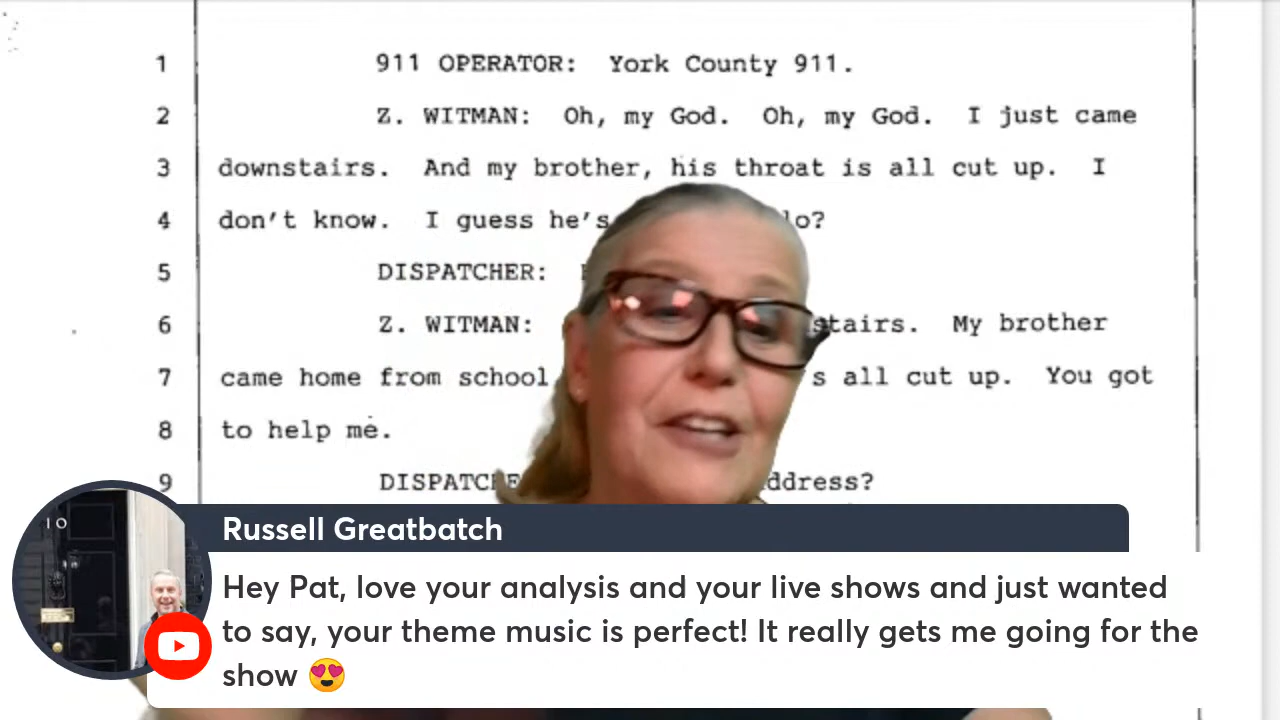 1 911 OPERATOR: York County 911.
2 Z. WITMAN: Oh, my God. Oh, my God. I just came
3 downstairs. And my brother, his throat is all cut up. I
4 don't know. I guess he's lo?
5 DISPATCHER:
6 Z. WITMAN: stairs. My brother
7 came home from school s all cut up. You got
8 to help me.
9 DISPATCHE ddress?
10
Russell Greatbatch
Hey Pat, love your analysis and your live shows and just wanted
to say, your theme music is perfect! It really gets me going for the
show 😍